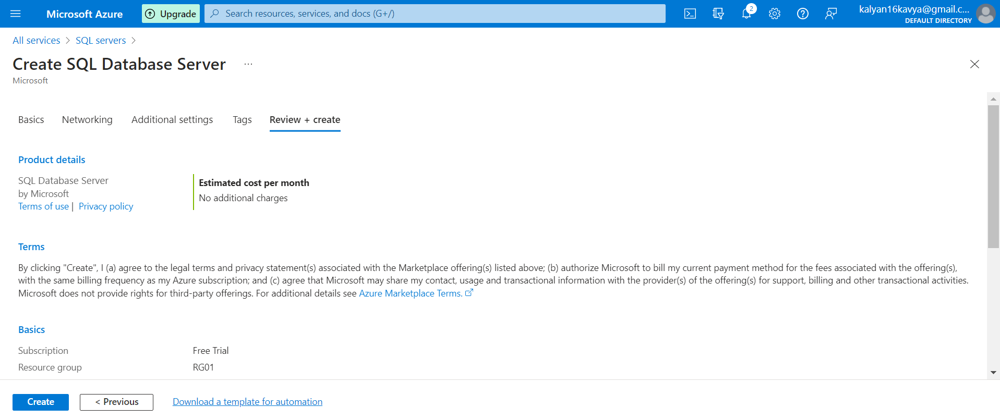 Microsoft Azure
Upgrade
Search resources, services, and docs (G+/)
2
kalyan16kavya@gmail.c...
DEFAULT DIRECTORY
All services > SQL servers >
Create SQL Database Server ...
Microsoft
Basics Networking Additional settings Tags Review + create
Product details
SQL Database Server
by Microsoft
Terms of use | Privacy policy
Estimated cost per month
No additional charges
Terms
By clicking "Create", I (a) agree to the legal terms and privacy statement(s) associated with the Marketplace offering(s) listed above; (b) authorize Microsoft to bill my current payment method for the fees associated with the offering(s),
with the same billing frequency as my Azure subscription; and (c) agree that Microsoft may share my contact, usage and transactional information with the provider(s) of the offering(s) for support, billing and other transactional activities.
Microsoft does not provide rights for third-party offerings. For additional details see Azure Marketplace Terms.
Basics
Subscription Free Trial
Resource group RG01
Create < Previous Download a template for automation